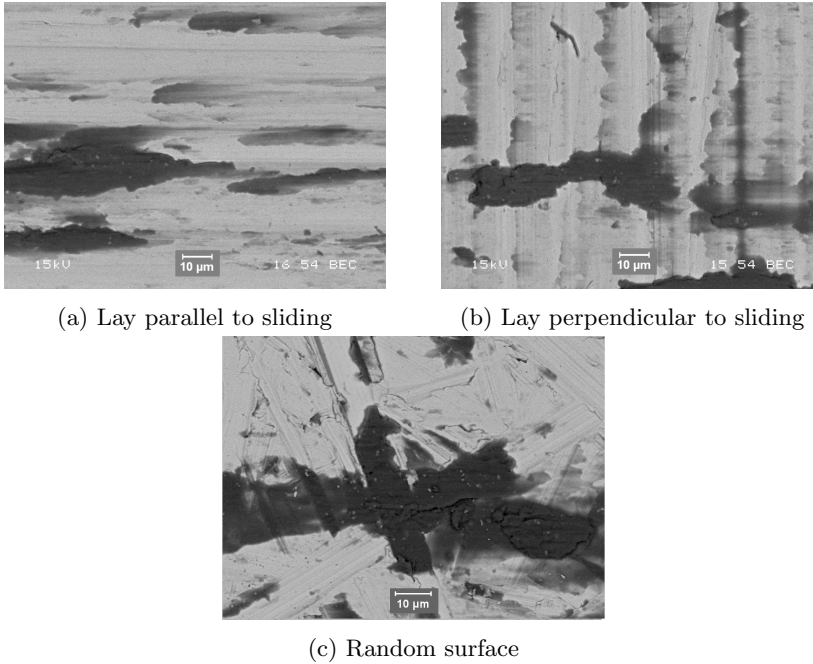 15kV
10 µm
16 54 BEC
15kV
10 µm
15 54 BEC
(a) Lay parallel to sliding
(b) Lay perpendicular to sliding
10 µm
(c) Random surface